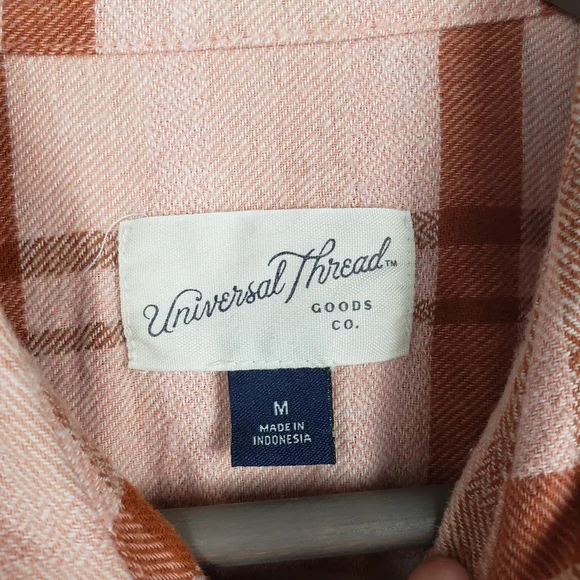 Universal Thread™
GOODS
CO.
M
MADE IN
INDONESIA